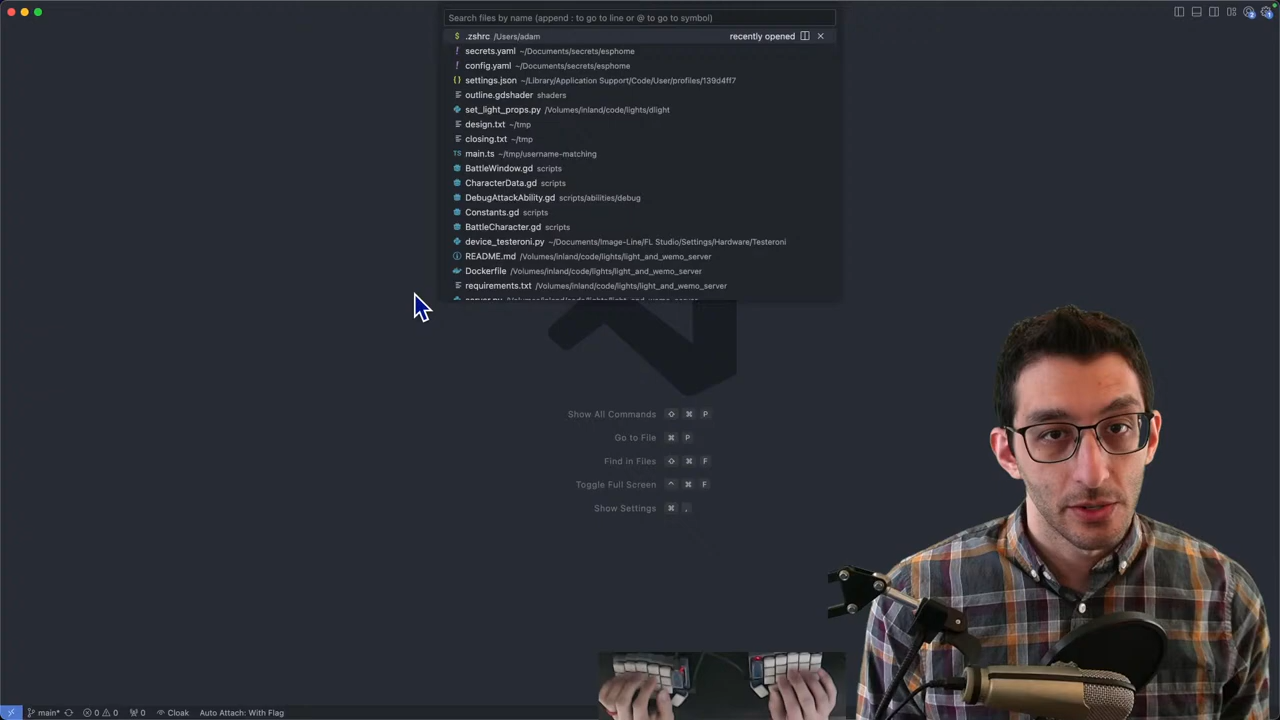 Search files by name (append : to go to line or @ to go to symbol)
$ .zshrc /Users/adam recently opened
! secrets.yaml ~/Documents/secrets/esphome
! config.yaml ~/Documents/secrets/esphome
{} settings.json ~/Library/Application Support/Code/User/profiles/139d4ff7
outline.gdshader shaders
set_light_props.py /Volumes/inland/code/lights/dlight
design.txt ~/tmp
closing.txt ~/tmp
TS main.ts ~/tmp/username-matching
BattleWindow.gd scripts
CharacterData.gd scripts
DebugAttackAbility.gd scripts/abilities/debug
Constants.gd scripts
BattleCharacter.gd scripts
device_testeroni.py ~/Documents/Image-Line/FL Studio/Settings/Hardware/Testeroni
README.md /Volumes/inland/code/lights/light_and_wemo_server
Dockerfile /Volumes/inland/code/lights/light_and_wemo_server
requirements.txt /Volumes/inland/code/lights/light_and_wemo_server
Show All Commands ⇧ ⌘ P
Go to File ⌘ P
Find in Files ⇧ ⌘ F
Toggle Full Screen ^ ⌘ F
Show Settings ⌘ ,
main* 0 0 0 Cloak Auto Attach: With Flag